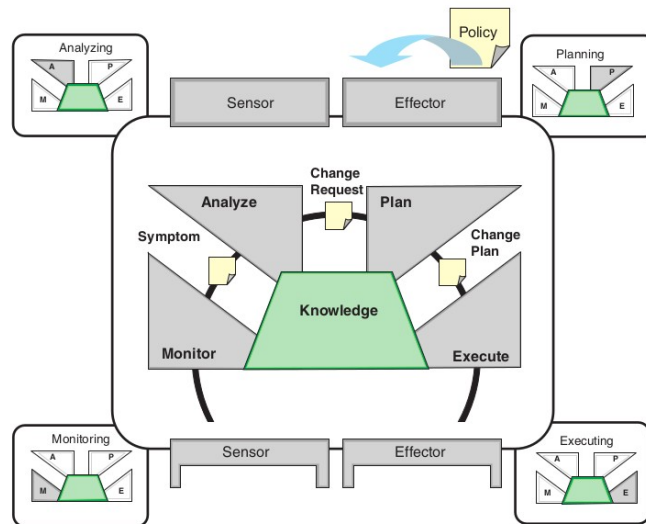 Policy
Analyzing
A
P
M
E
Sensor
Effector
Planning
A
P
M
E
Change
Request
Analyze
Plan
Symptom
Change
Plan
Knowledge
Monitor
Execute
Monitoring
A
P
M
E
Sensor
Effector
Executing
A
P
M
E